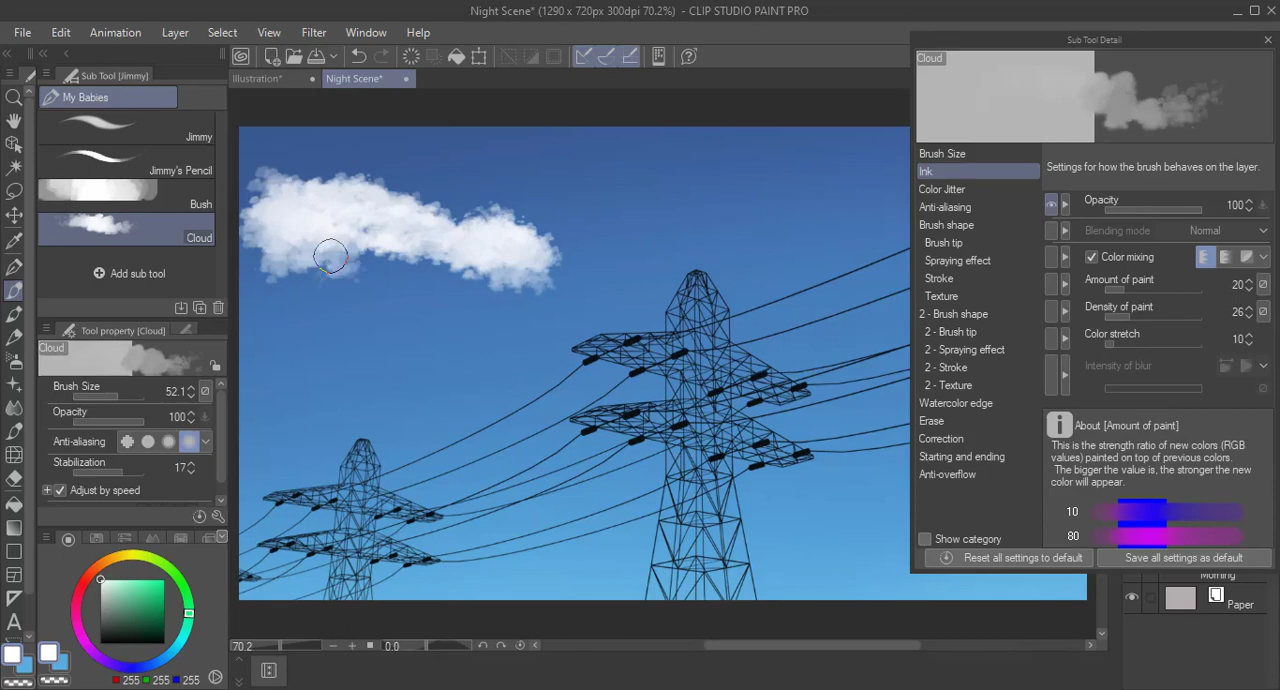 Night Scene* (1290 x 720px 300dpi 70.2%) - CLIP STUDIO PAINT PRO
File Edit Animation Layer Select View Filter Window Help
Sub Tool Detail
Sub Tool [Jimmy]
Illustration* Night Scene*
My Babies
Jimmy
Jimmy's Pencil
Bush
Cloud
Add sub tool
Tool property [Cloud]
Cloud
Brush Size 52.1
Opacity 100
Anti-aliasing
Stabilization 17
Adjust by speed
255 255 255
70.2 0.0
Cloud
Brush Size
Ink
Color Jitter
Anti-aliasing
Brush shape
Brush tip
Spraying effect
Stroke
Texture
2 - Brush shape
2 - Brush tip
2 - Spraying effect
2 - Stroke
2 - Texture
Watercolor edge
Erase
Correction
Starting and ending
Anti-overflow
Show category
Settings for how the brush behaves on the layer.
Opacity 100
Blending mode Normal
Color mixing
Amount of paint 20
Density of paint 26
Color stretch 10
Intensity of blur
About [Amount of paint]
This is the strength ratio of new colors (RGB
values) painted on top of previous colors.
The bigger the value is, the stronger the new
color will appear.
10
80
Reset all settings to default Save all settings as default
Morning
Paper